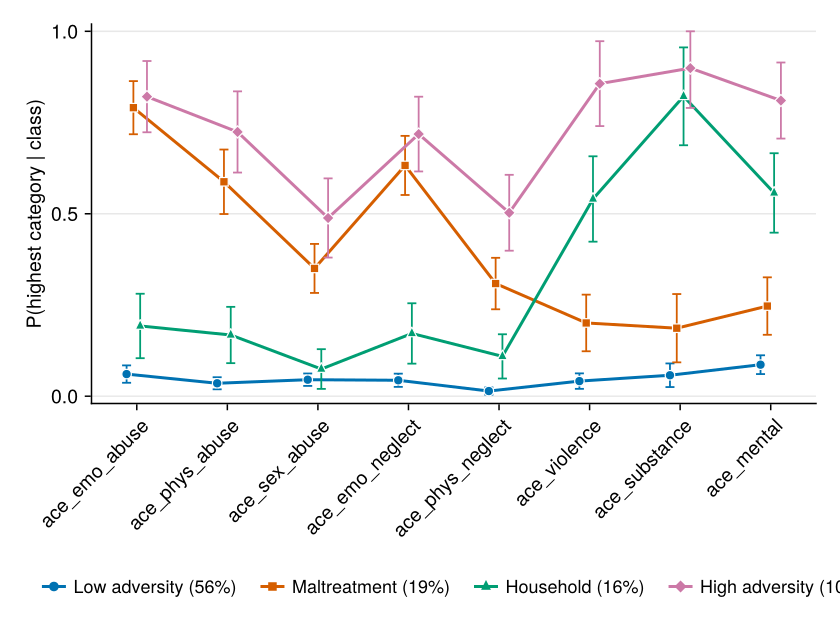 1.0
0.5
0.0
P(highest category | class)
ace_emo_abuse
ace_phys_abuse
ace_sex_abuse
ace_emo_neglect
ace_phys_neglect
ace_violence
ace_substance
ace_mental
Low adversity (56%)
Maltreatment (19%)
Household (16%)
High adversity (10